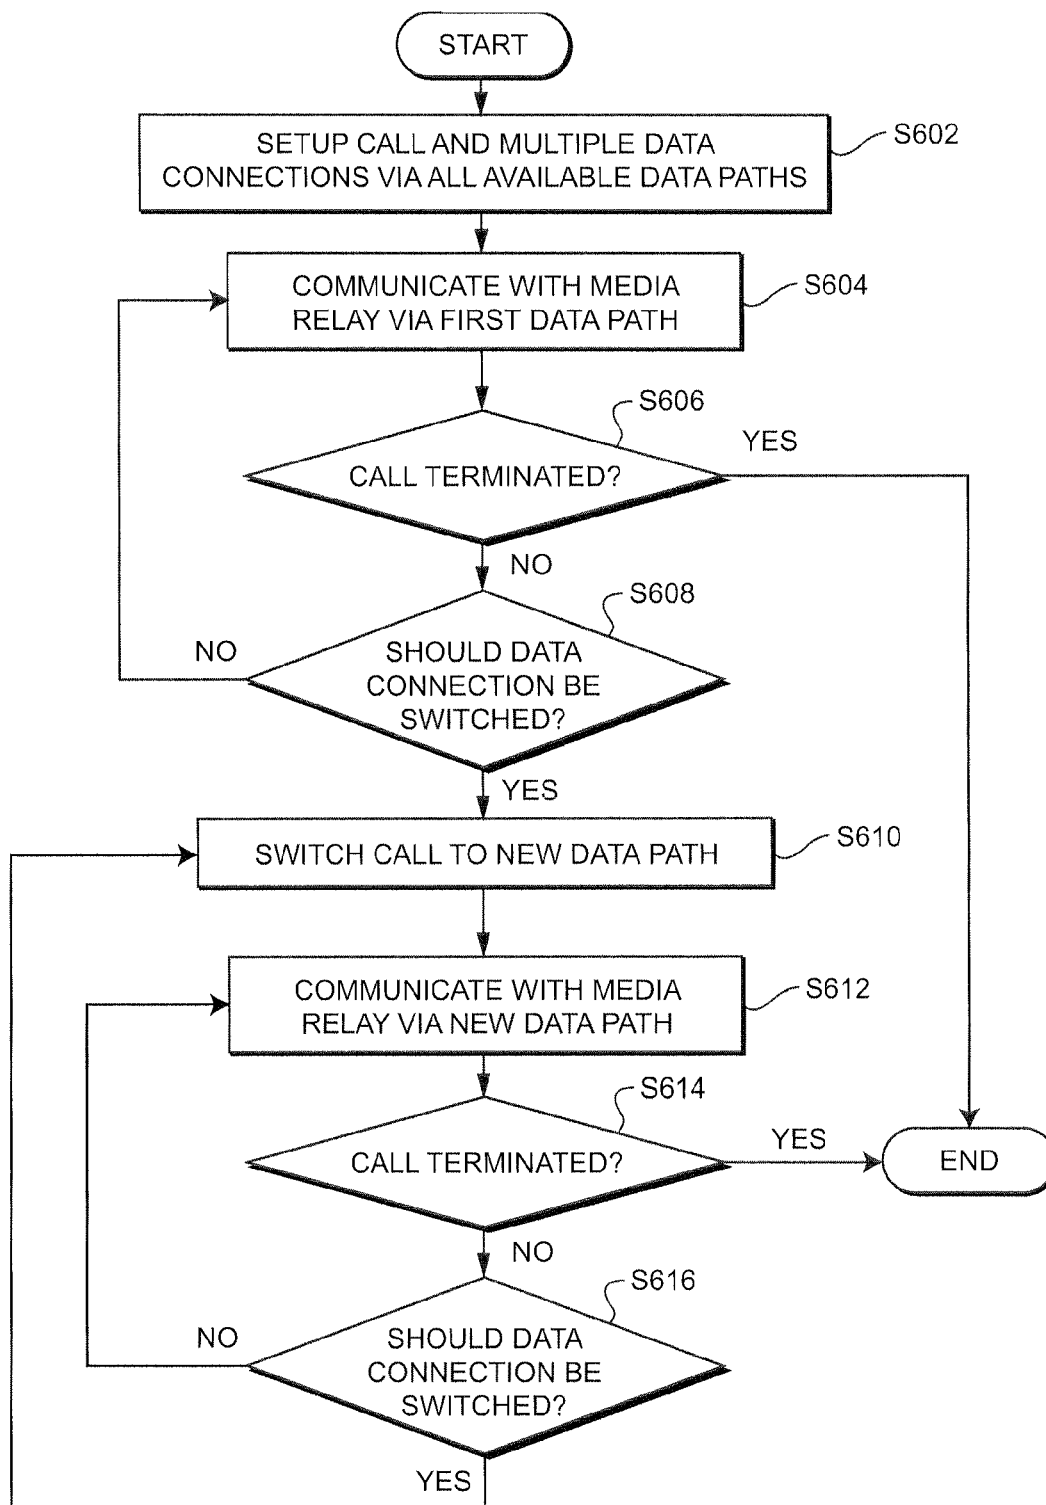 START
SETUP CALL AND MULTIPLE DATA
CONNECTIONS VIA ALL AVAILABLE DATA PATHS
S602
COMMUNICATE WITH MEDIA
RELAY VIA FIRST DATA PATH
S604
S606
CALL TERMINATED?
YES
NO
S608
SHOULD DATA
CONNECTION BE
SWITCHED?
NO
YES
SWITCH CALL TO NEW DATA PATH
S610
COMMUNICATE WITH MEDIA
RELAY VIA NEW DATA PATH
S612
S614
CALL TERMINATED?
YES
END
NO
S616
SHOULD DATA
CONNECTION BE
SWITCHED?
NO
YES